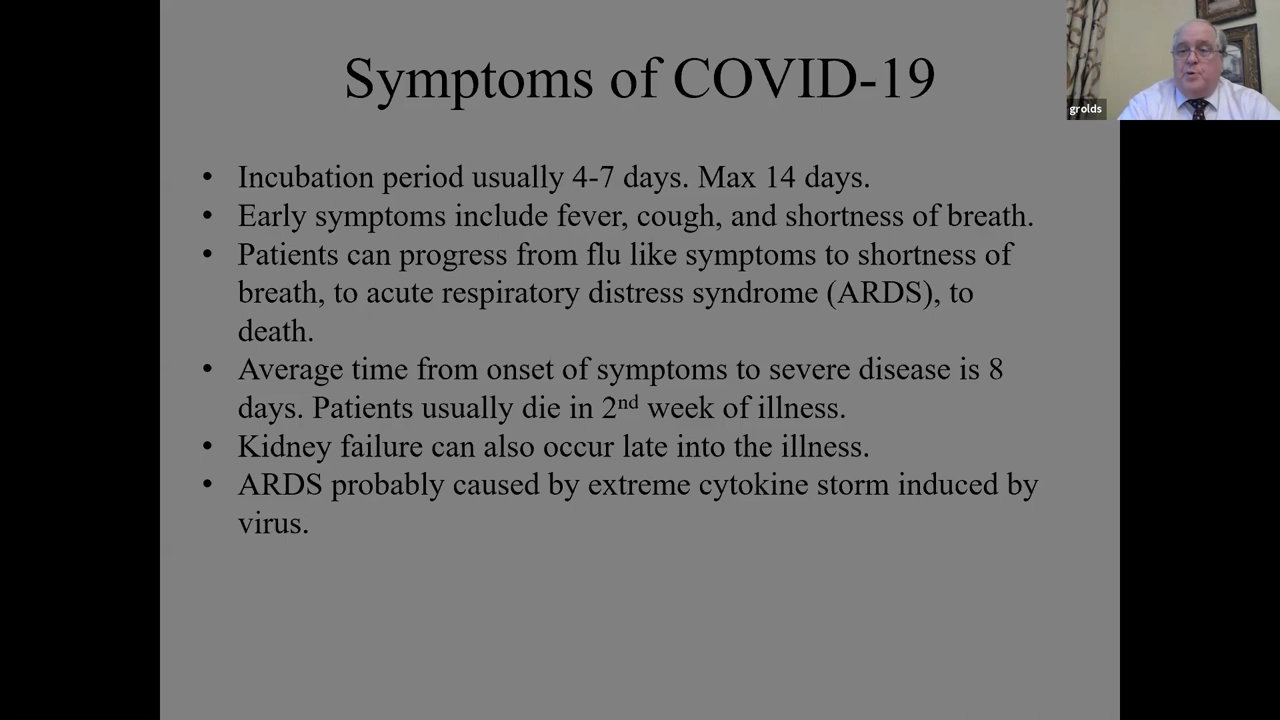 Symptoms of COVID-19
grolds
• Incubation period usually 4-7 days. Max 14 days.
• Early symptoms include fever, cough, and shortness of breath.
• Patients can progress from flu like symptoms to shortness of
breath, to acute respiratory distress syndrome (ARDS), to
death.
• Average time from onset of symptoms to severe disease is 8
days. Patients usually die in 2nd week of illness.
• Kidney failure can also occur late into the illness.
• ARDS probably caused by extreme cytokine storm induced by
virus.